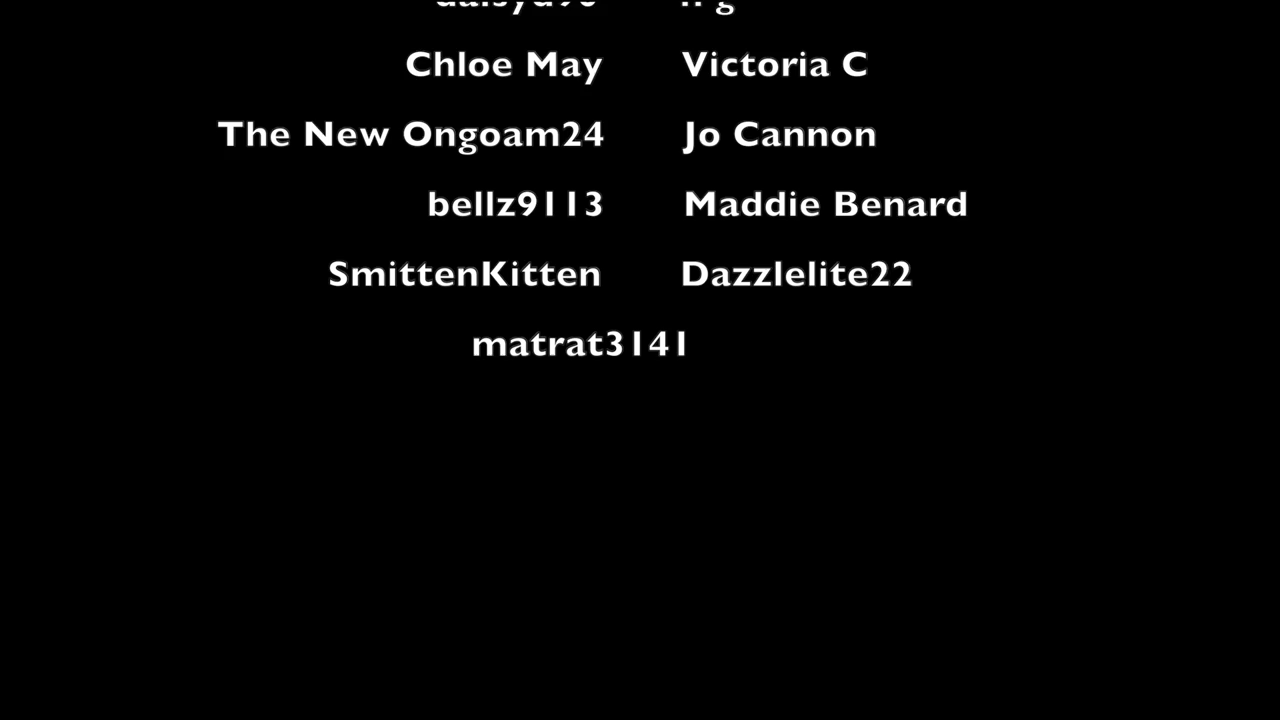 Chloe May Victoria C
The New Ongoam24 Jo Cannon
bellz9113 Maddie Benard
SmittenKitten Dazzlelite22
matrat3141